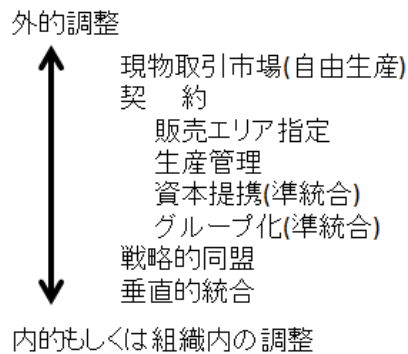 外的調整
現物取引市場(自由生産)
契　約
販売エリア指定
生産管理
資本提携(準統合)
グループ化(準統合)
戦略的同盟
垂直的統合
内的もしくは組織内の調整